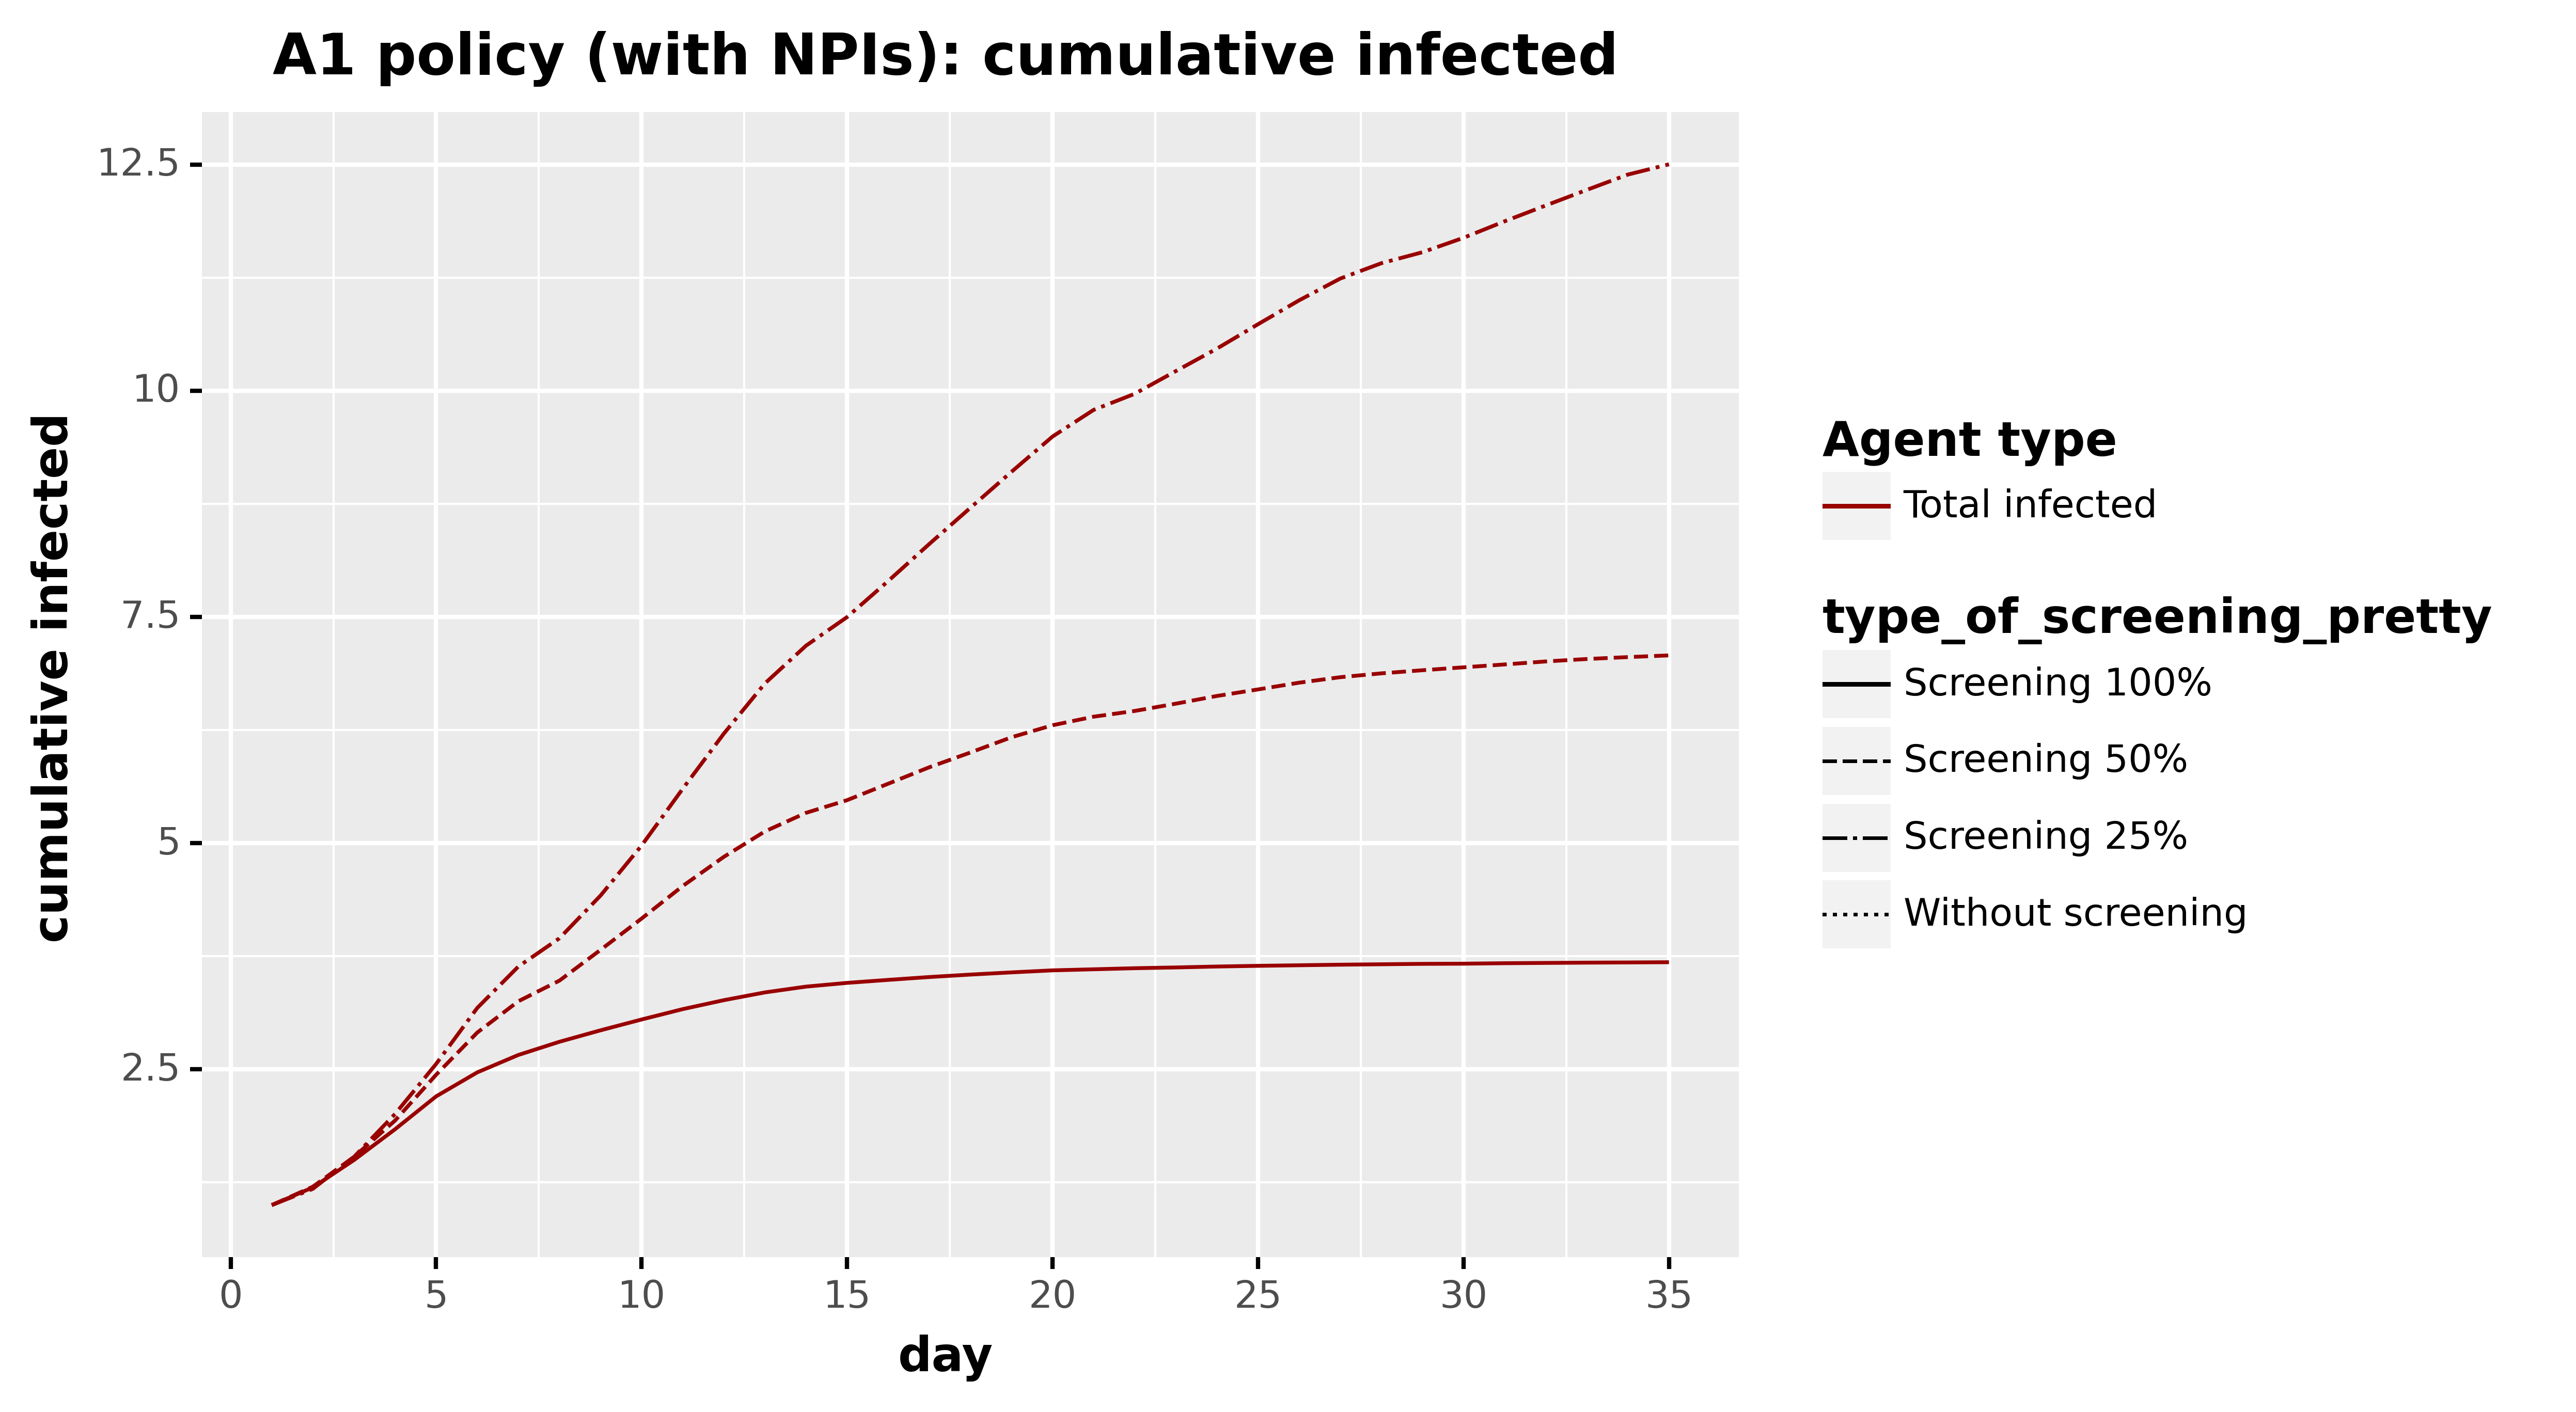 A1 policy (with NPIs): cumulative infected
cumulative infected
12.5
10
7.5
5
2.5
0 5 10 15 20 25 30 35
day
Agent type
Total infected
type_of_screening_pretty
Screening 100%
Screening 50%
Screening 25%
Without screening